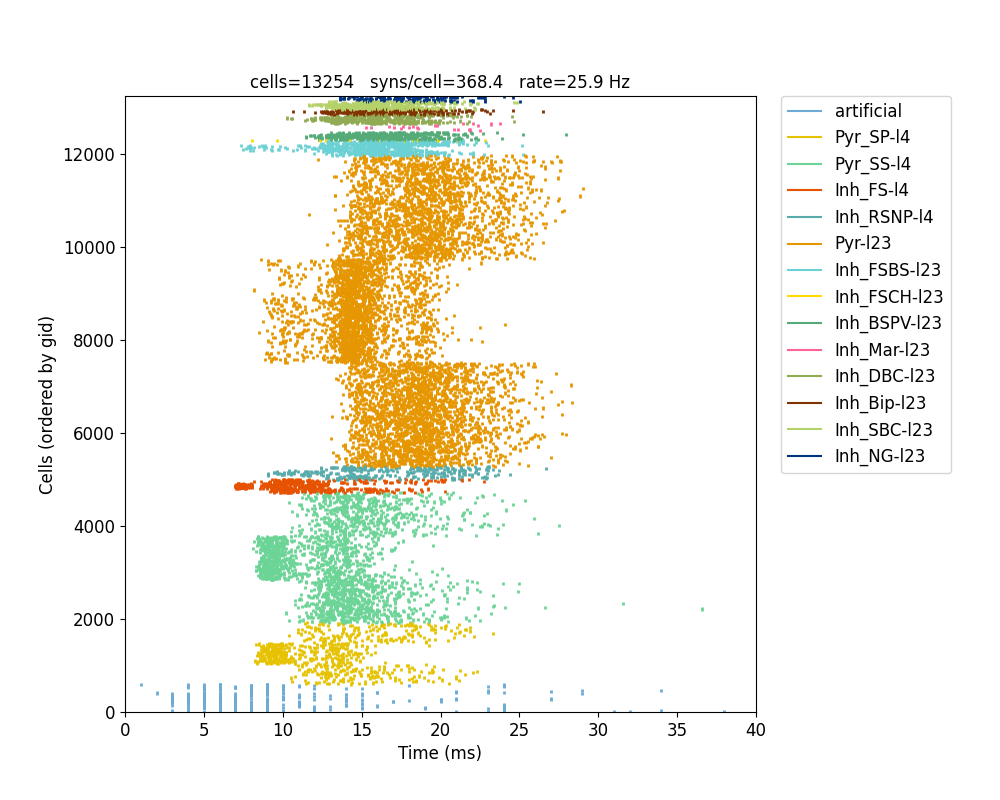 cells=13254   syns/cell=368.4   rate=25.9 Hz
Cells (ordered by gid)
12000
10000
8000
6000
4000
2000
0
0 5 10 15 20 25 30 35 40
Time (ms)
artificial
Pyr_SP-l4
Pyr_SS-l4
Inh_FS-l4
Inh_RSNP-l4
Pyr-l23
Inh_FSBS-l23
Inh_FSCH-l23
Inh_BSPV-l23
Inh_Mar-l23
Inh_DBC-l23
Inh_Bip-l23
Inh_SBC-l23
Inh_NG-l23